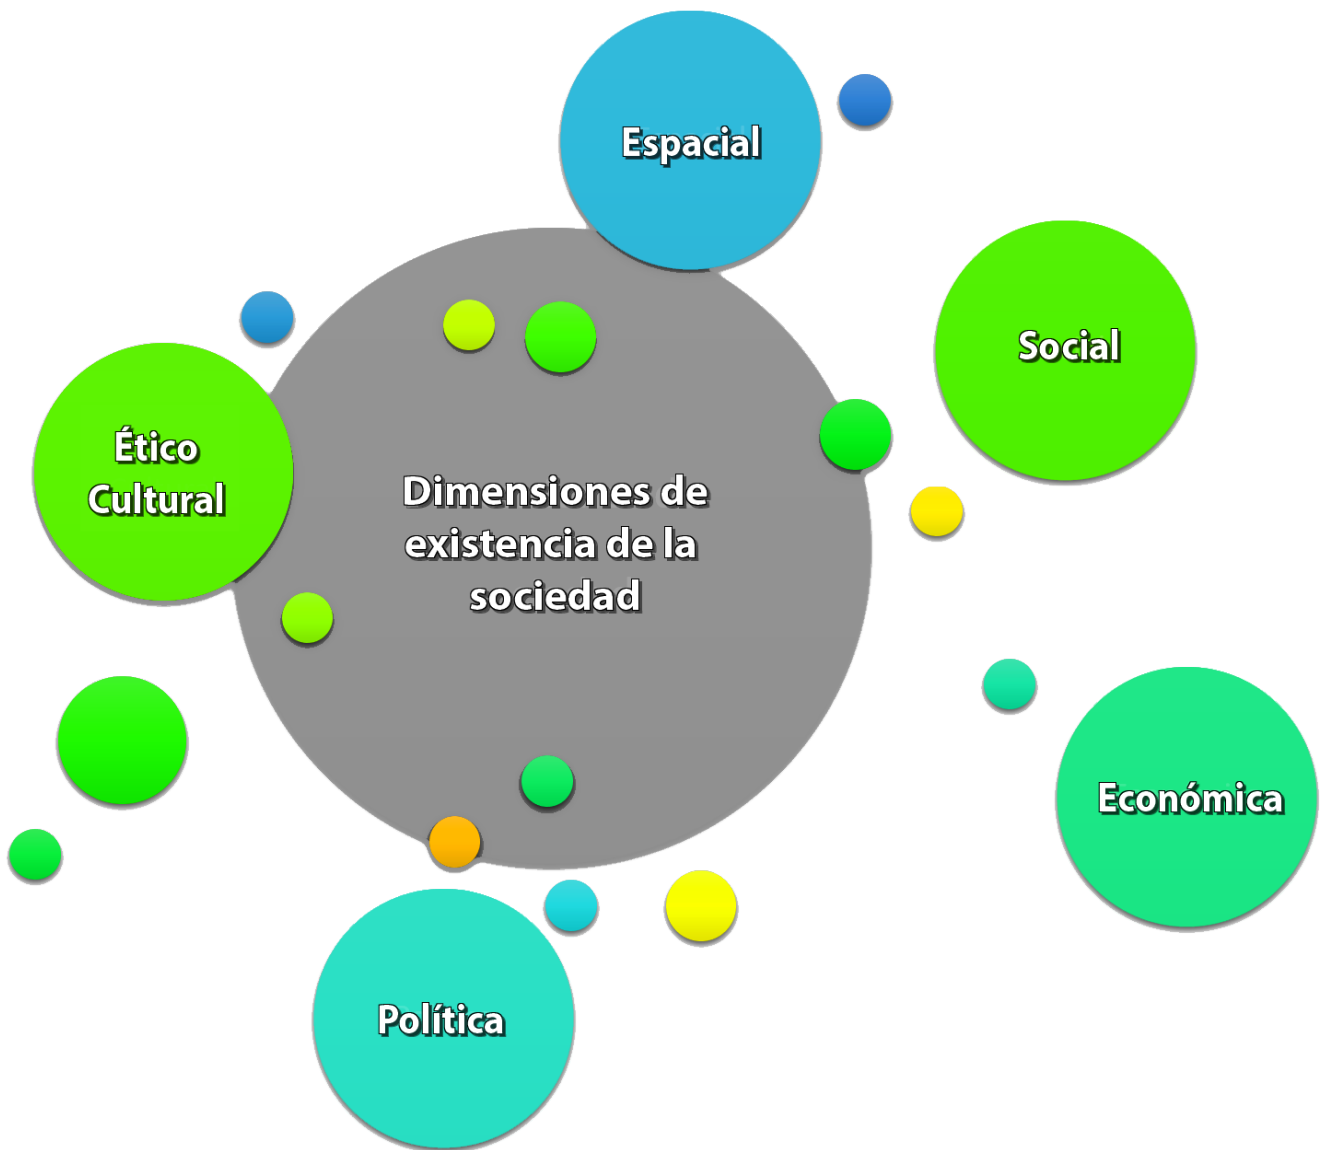 Espacial
Social
Ético
Cultural
Dimensiones de
existencia de la
sociedad
Económica
Política